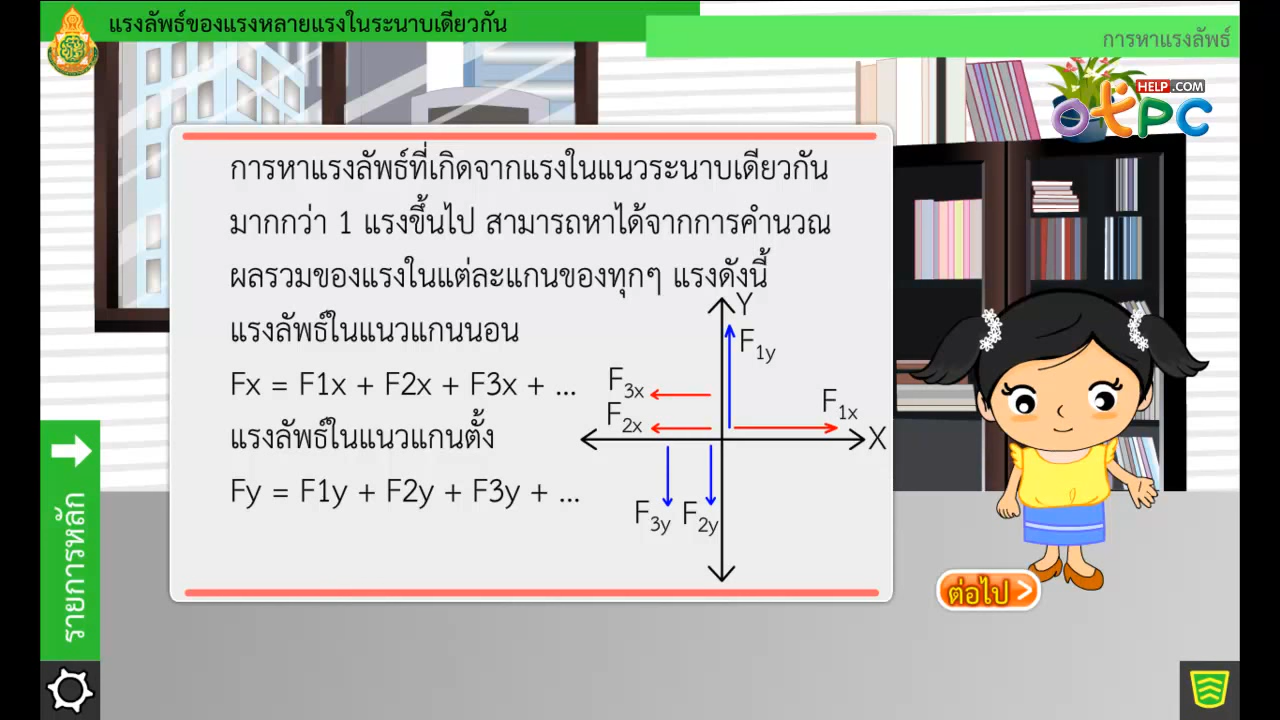 แรงลัพธ์ของแรงหลายแรงในระนาบเดียวกัน
การหาแรงลัพธ์
HELP.COM
otPC
การหาแรงลัพธ์ที่เกิดจากแรงในแนวระนาบเดียวกัน
มากกว่า 1 แรงขึ้นไป สามารถหาได้จากการคำนวณ
ผลรวมของแรงในแต่ละแกนของทุกๆ แรงดังนี้
แรงลัพธ์ในแนวแกนนอน
Fx = F1x + F2x + F3x + ...
แรงลัพธ์ในแนวแกนตั้ง
Fy = F1y + F2y + F3y + ...
Y
F1y
F3x
F2x
F1x
X
F3y
F2y
รายการหลัก
ต่อไป